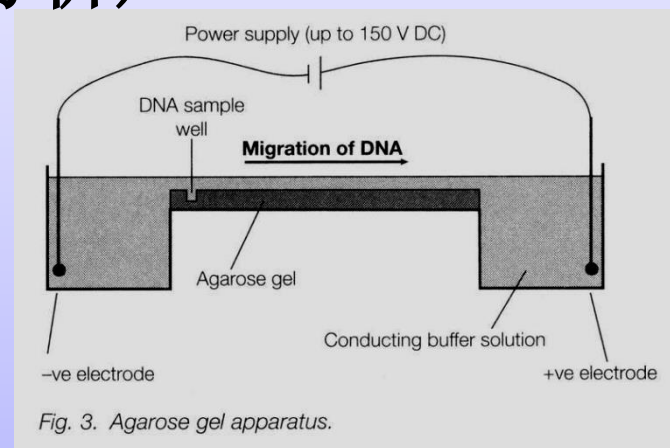 Power supply (up to 150 V DC)
DNA sample
well
Migration of DNA
Agarose gel
Conducting buffer solution
–ve electrode
+ve electrode
Fig. 3. Agarose gel apparatus.